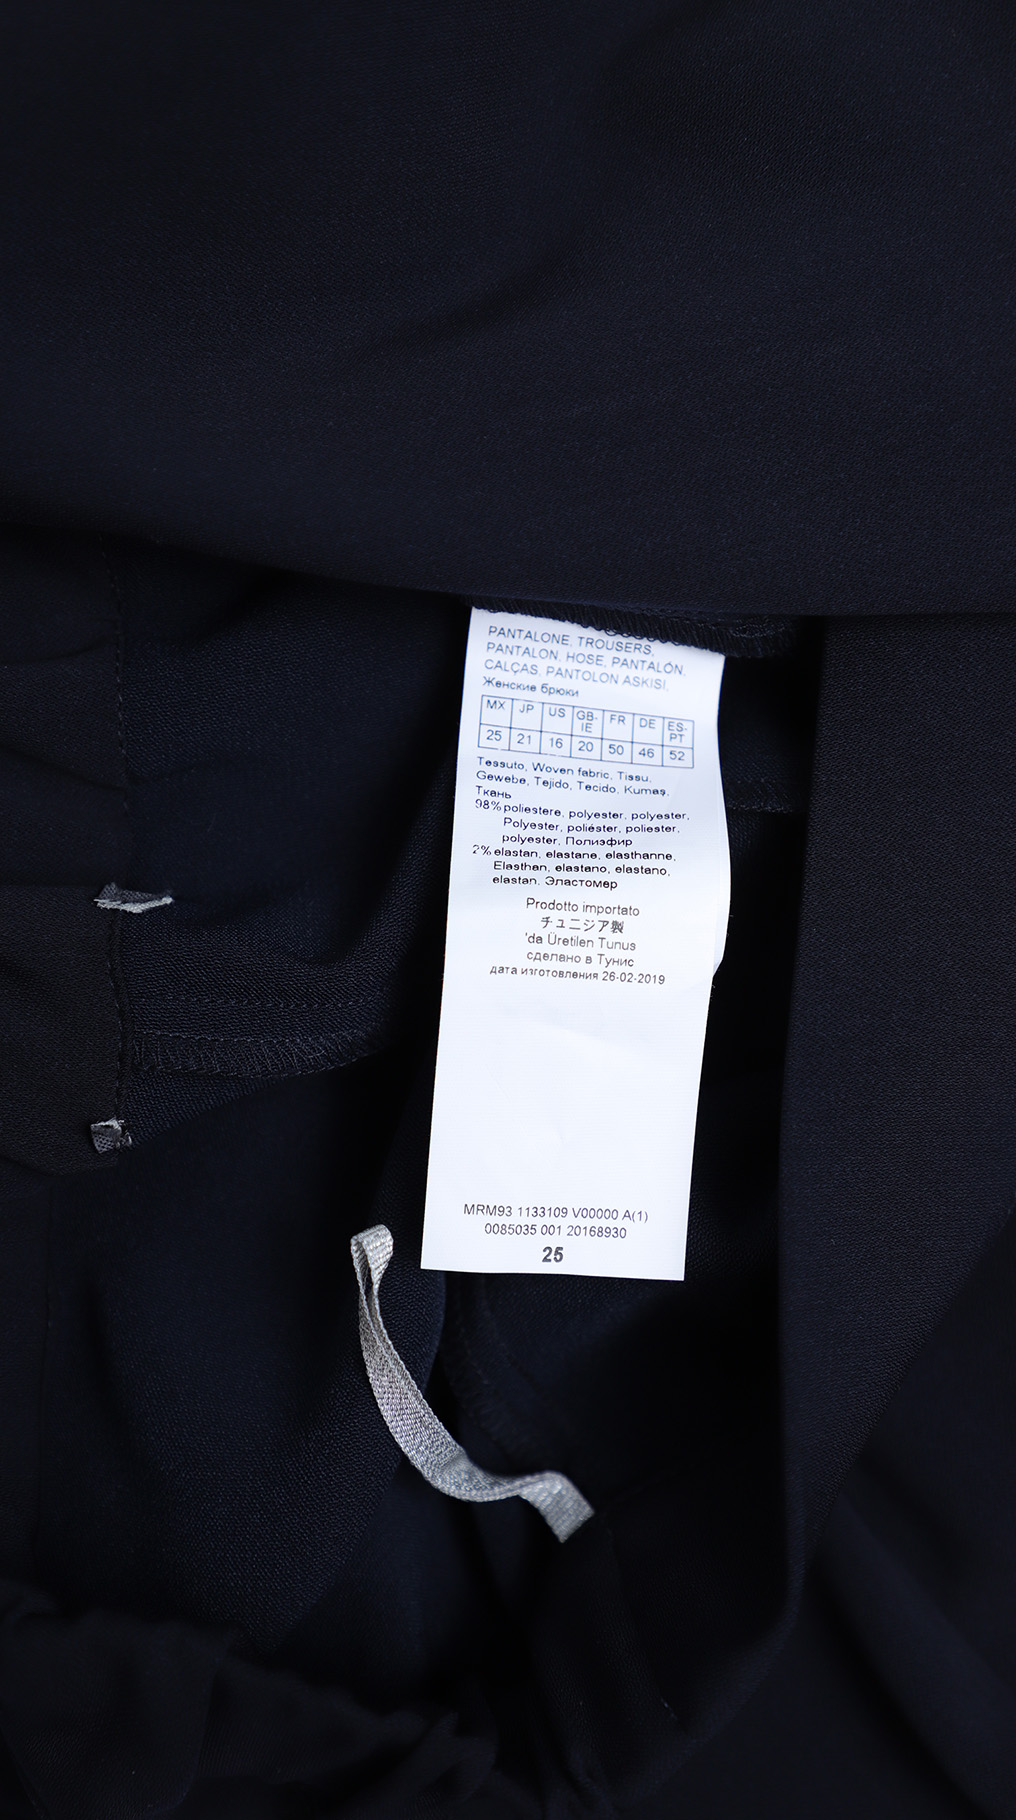 PANTALONE, TROUSERS,
PANTALON, HOSE, PANTALÓN,
CALÇAS, PANTOLON ASKISI,
Женские брюки
MX JP US GB-IE FR DE ES-PT
25 21 16 20 50 46 52
Tessuto, Woven fabric, Tissu,
Gewebe, Tejido, Tecido, Kumaş,
Ткань
98% poliestere, polyester, polyester,
Polyester, poliéster, poliester,
polyester, Полиэфир
2% elastan, elastane, elasthanne,
Elasthan, elastano, elastano,
elastan, Эластомер
Prodotto importato
チュニジア製
'da Üretilen Tunus
сделано в Тунис
дата изготовления 26-02-2019
MRM93 1133109 V00000 A(1)
0085035 001 20168930
25